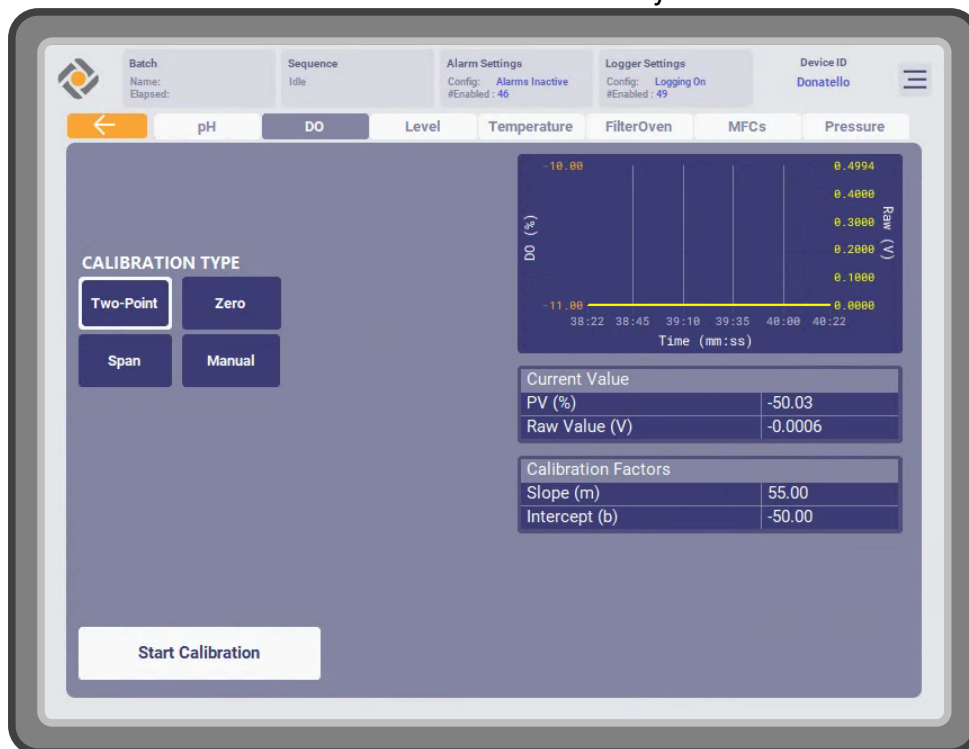 Batch
Name:
Elapsed:
Sequence
Idle
Alarm Settings
Config: Alarms Inactive
#Enabled : 46
Logger Settings
Config: Logging On
#Enabled : 49
Device ID
Donatello
pH DO Level Temperature FilterOven MFCs Pressure
CALIBRATION TYPE
Two-Point Zero
Span Manual
Start Calibration
DO (%)
-10.00
-11.00
0.4994
0.4000
0.3000
0.2000
0.1000
0.0000
Raw (V)
38:22 38:45 39:10 39:35 40:00 40:22
Time (mm:ss)
Current Value
PV (%) -50.03
Raw Value (V) -0.0006
Calibration Factors
Slope (m) 55.00
Intercept (b) -50.00